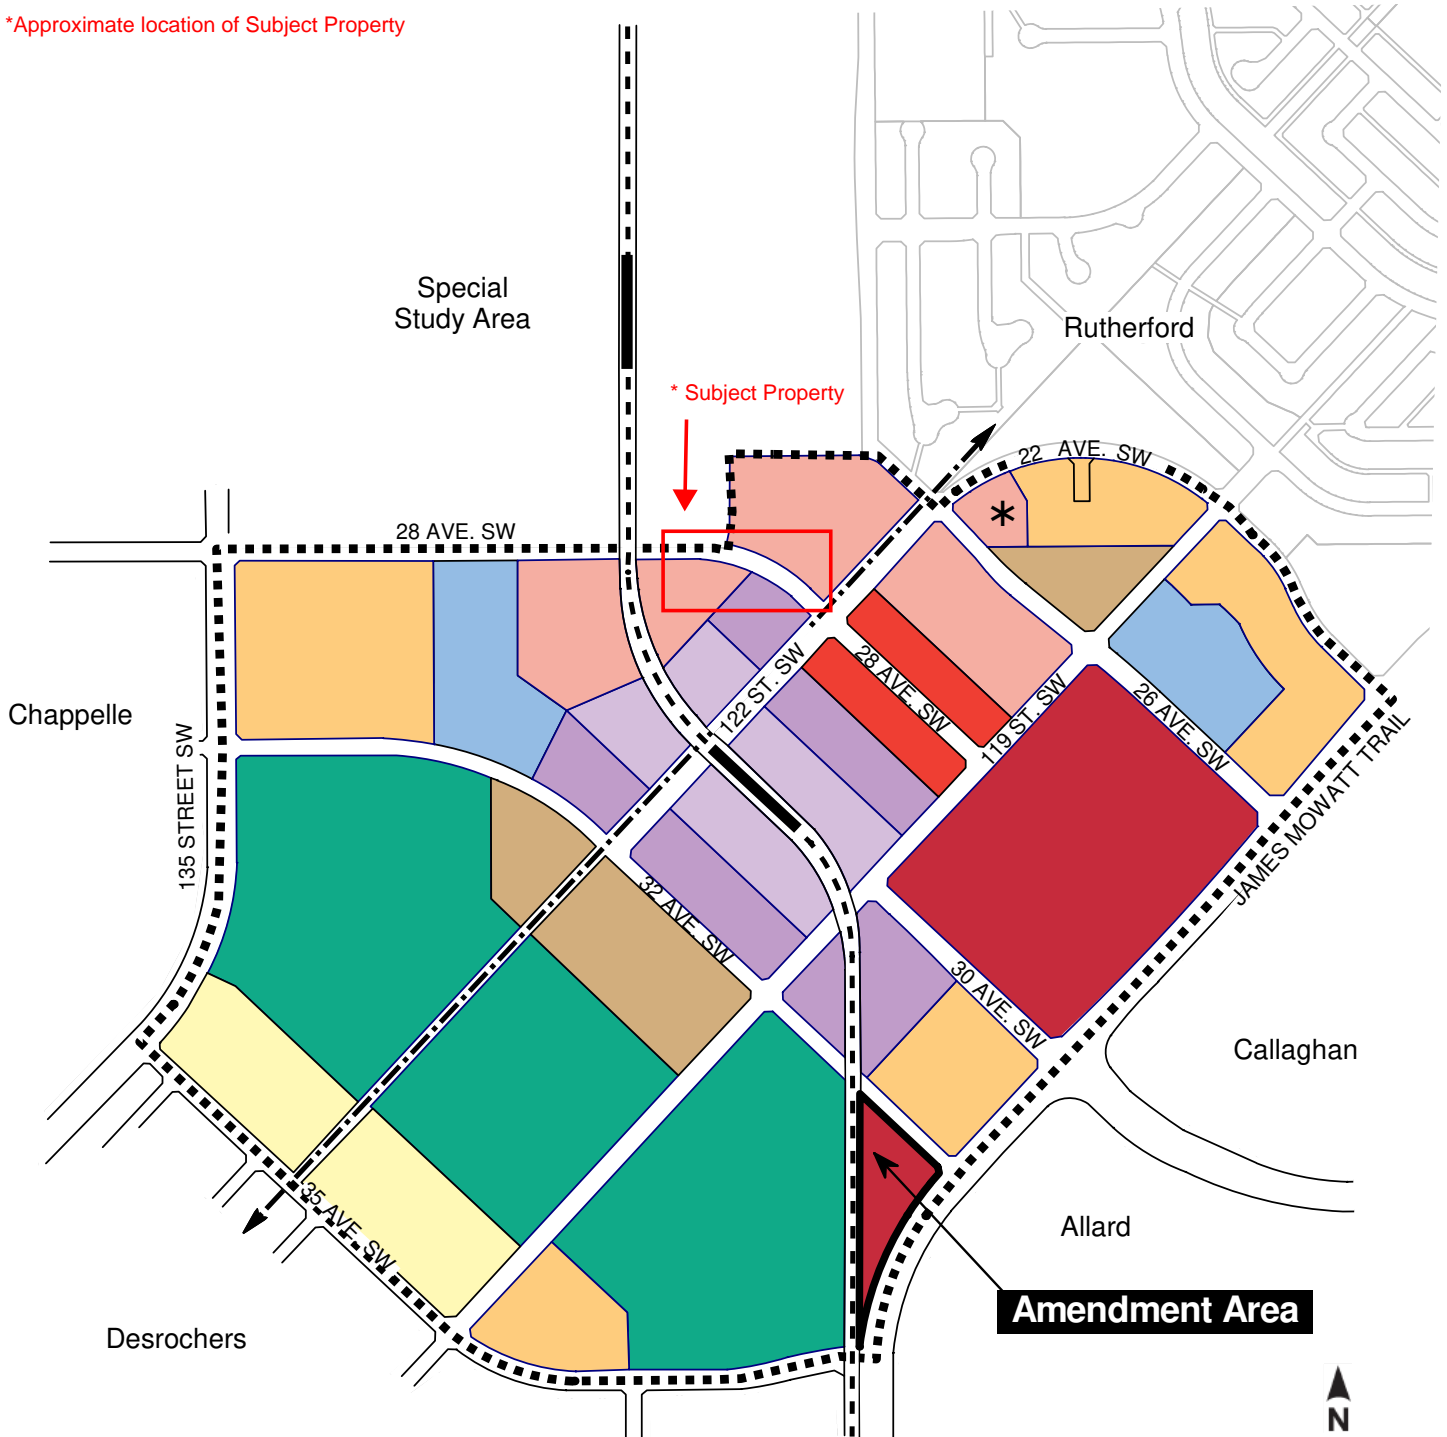 *Approximate location of Subject Property
Special
Study Area
Rutherford
* Subject Property
22 AVE. SW
*
28 AVE. SW
Chappelle
135 STREET SW
122 ST. SW
28 AVE. SW
119 ST. SW
26 AVE. SW
JAMES MOWATT TRAIL
32 AVE. SW
30 AVE. SW
Callaghan
35 AVE. SW
Allard
Amendment Area
Desrochers
N